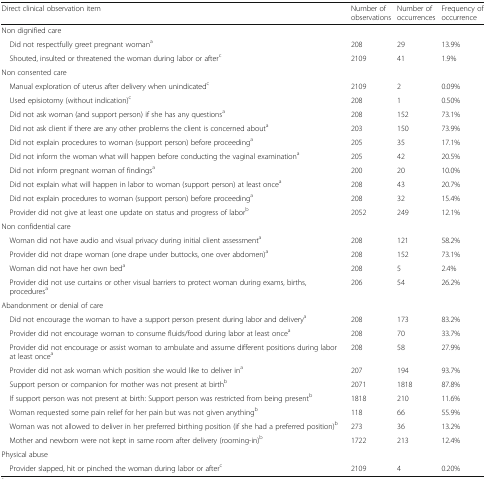 Direct clinical observation item Number of observations Number of occurrences Frequency of occurrence
Non dignified care
Did not respectfully greet pregnant woman^a 208 29 13.9%
Shouted, insulted or threatened the woman during labor or after^c 2109 41 1.9%
Non consented care
Manual exploration of uterus after delivery when unindicated^c 2109 2 0.09%
Used episiotomy (without indication)^c 208 1 0.50%
Did not ask woman (and support person) if she has any questions^a 208 152 73.1%
Did not ask client if there are any other problems the client is concerned about^a 203 150 73.9%
Did not explain procedures to woman (support person) before proceeding^a 205 35 17.1%
Did not inform the woman what will happen before conducting the vaginal examination^a 205 42 20.5%
Did not inform pregnant woman of findings^a 200 20 10.0%
Did not explain what will happen in labor to woman (support person) at least once^a 208 43 20.7%
Did not explain procedures to woman (support person) before proceeding^a 208 32 15.4%
Provider did not give at least one update on status and progress of labor^b 2052 249 12.1%
Non confidential care
Woman did not have audio and visual privacy during initial client assessment^a 208 121 58.2%
Provider did not drape woman (one drape under buttocks, one over abdomen)^a 208 152 73.1%
Woman did not have her own bed^a 208 5 2.4%
Provider did not use curtains or other visual barriers to protect woman during exams, births, 206 54 26.2%
procedures^a
Abandonment or denial of care
Did not encourage the woman to have a support person present during labor and delivery^a 208 173 83.2%
Provider did not encourage woman to consume fluids/food during labor at least once^a 208 70 33.7%
Provider did not encourage or assist woman to ambulate and assume different positions during labor 208 58 27.9%
at least once^a
Provider did not ask woman which position she would like to deliver in^a 207 194 93.7%
Support person or companion for mother was not present at birth^b 2071 1818 87.8%
If support person was not present at birth: Support person was restricted from being present^b 1818 210 11.6%
Woman requested some pain relief for her pain but was not given anything^b 118 66 55.9%
Woman was not allowed to deliver in her preferred birthing position (if she had a preferred position)^b 273 36 13.2%
Mother and newborn were not kept in same room after delivery (rooming-in)^b 1722 213 12.4%
Physical abuse
Provider slapped, hit or pinched the woman during labor or after^c 2109 4 0.20%